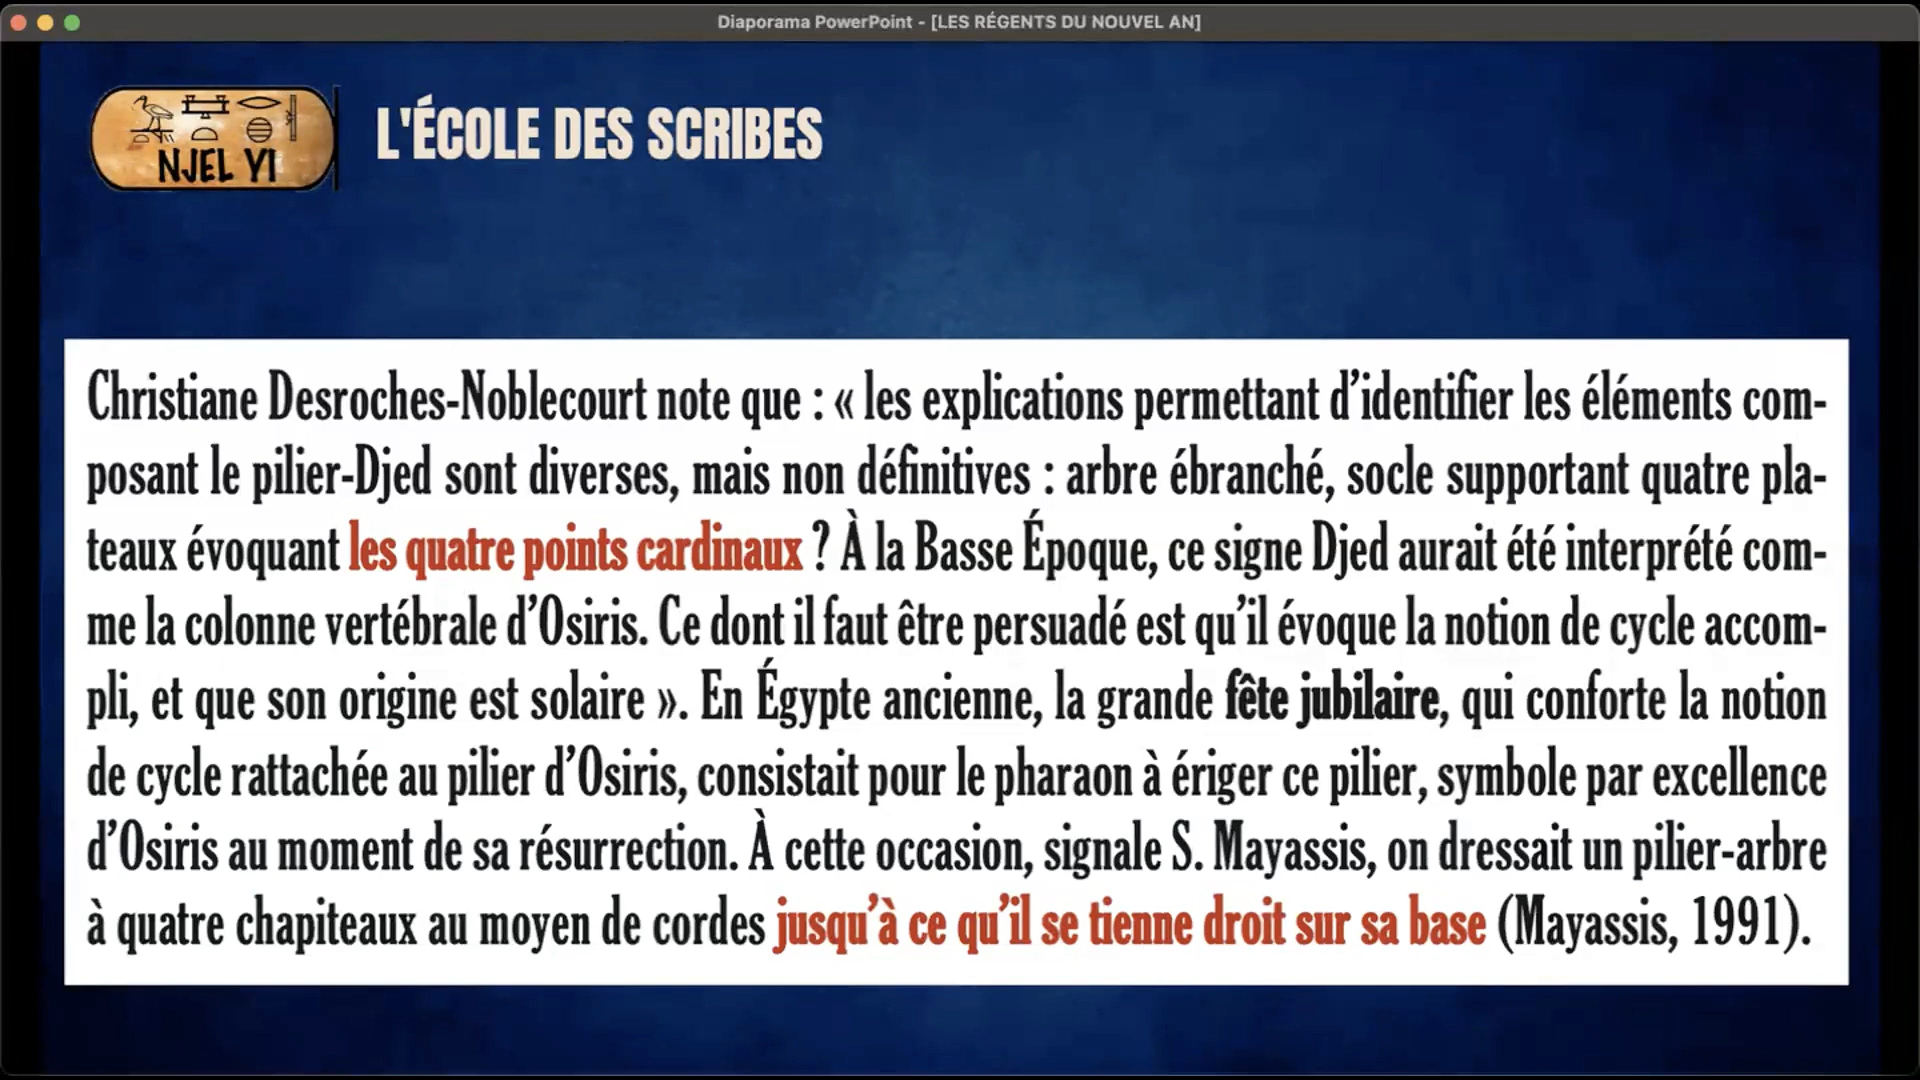 Diaporama PowerPoint - [LES RÉGENTS DU NOUVEL AN]
NJEL YI
L'ÉCOLE DES SCRIBES
Christiane Desroches-Noblecourt note que : « les explications permettant d’identifier les éléments com-
posant le pilier-Djed sont diverses, mais non définitives : arbre ébranché, socle supportant quatre pla-
teaux évoquant les quatre points cardinaux ? À la Basse Époque, ce signe Djed aurait été interprété com-
me la colonne vertébrale d’Osiris. Ce dont il faut être persuadé est qu’il évoque la notion de cycle accom-
pli, et que son origine est solaire ». En Égypte ancienne, la grande fête jubilaire, qui conforte la notion
de cycle rattachée au pilier d’Osiris, consistait pour le pharaon à ériger ce pilier, symbole par excellence
d’Osiris au moment de sa résurrection. À cette occasion, signale S. Mayassis, on dressait un pilier-arbre
à quatre chapiteaux au moyen de cordes jusqu’à ce qu’il se tienne droit sur sa base (Mayassis, 1991).